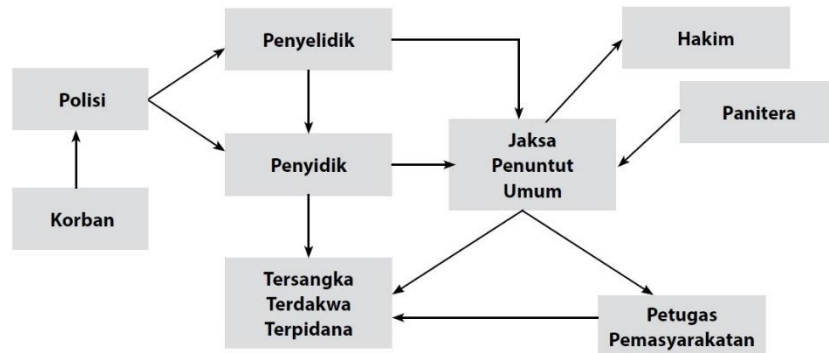 Penyelidik
Hakim
Polisi
Panitera
Jaksa
Penuntut
Umum
Penyidik
Korban
Tersangka
Terdakwa
Terpidana
Petugas
Pemasyarakatan